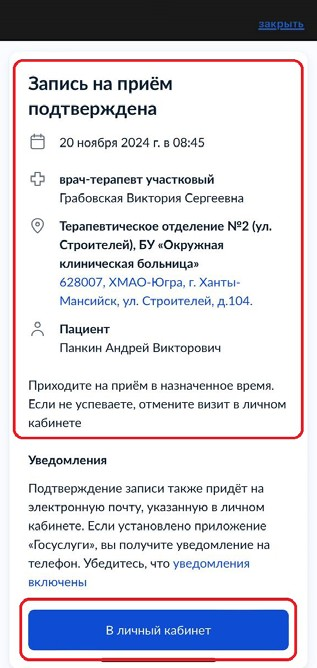 закрыть
Запись на приём
подтверждена
20 ноября 2024 г. в 08:45
врач-терапевт участковый
Грабовская Виктория Сергеевна
Терапевтическое отделение №2 (ул.
Строителей), БУ «Окружная
клиническая больница»
628007, ХМАО-Югра, г. Ханты-
Мансийск, ул. Строителей, д.104.
Пациент
Панкин Андрей Викторович
Приходите на приём в назначенное время.
Если не успеваете, отмените визит в личном
кабинете
Уведомления
Подтверждение записи также придёт на
электронную почту, указанную в личном
кабинете. Если установлено приложение
«Госуслуги», вы получите уведомление на
телефон. Убедитесь, что уведомления
включены
В личный кабинет